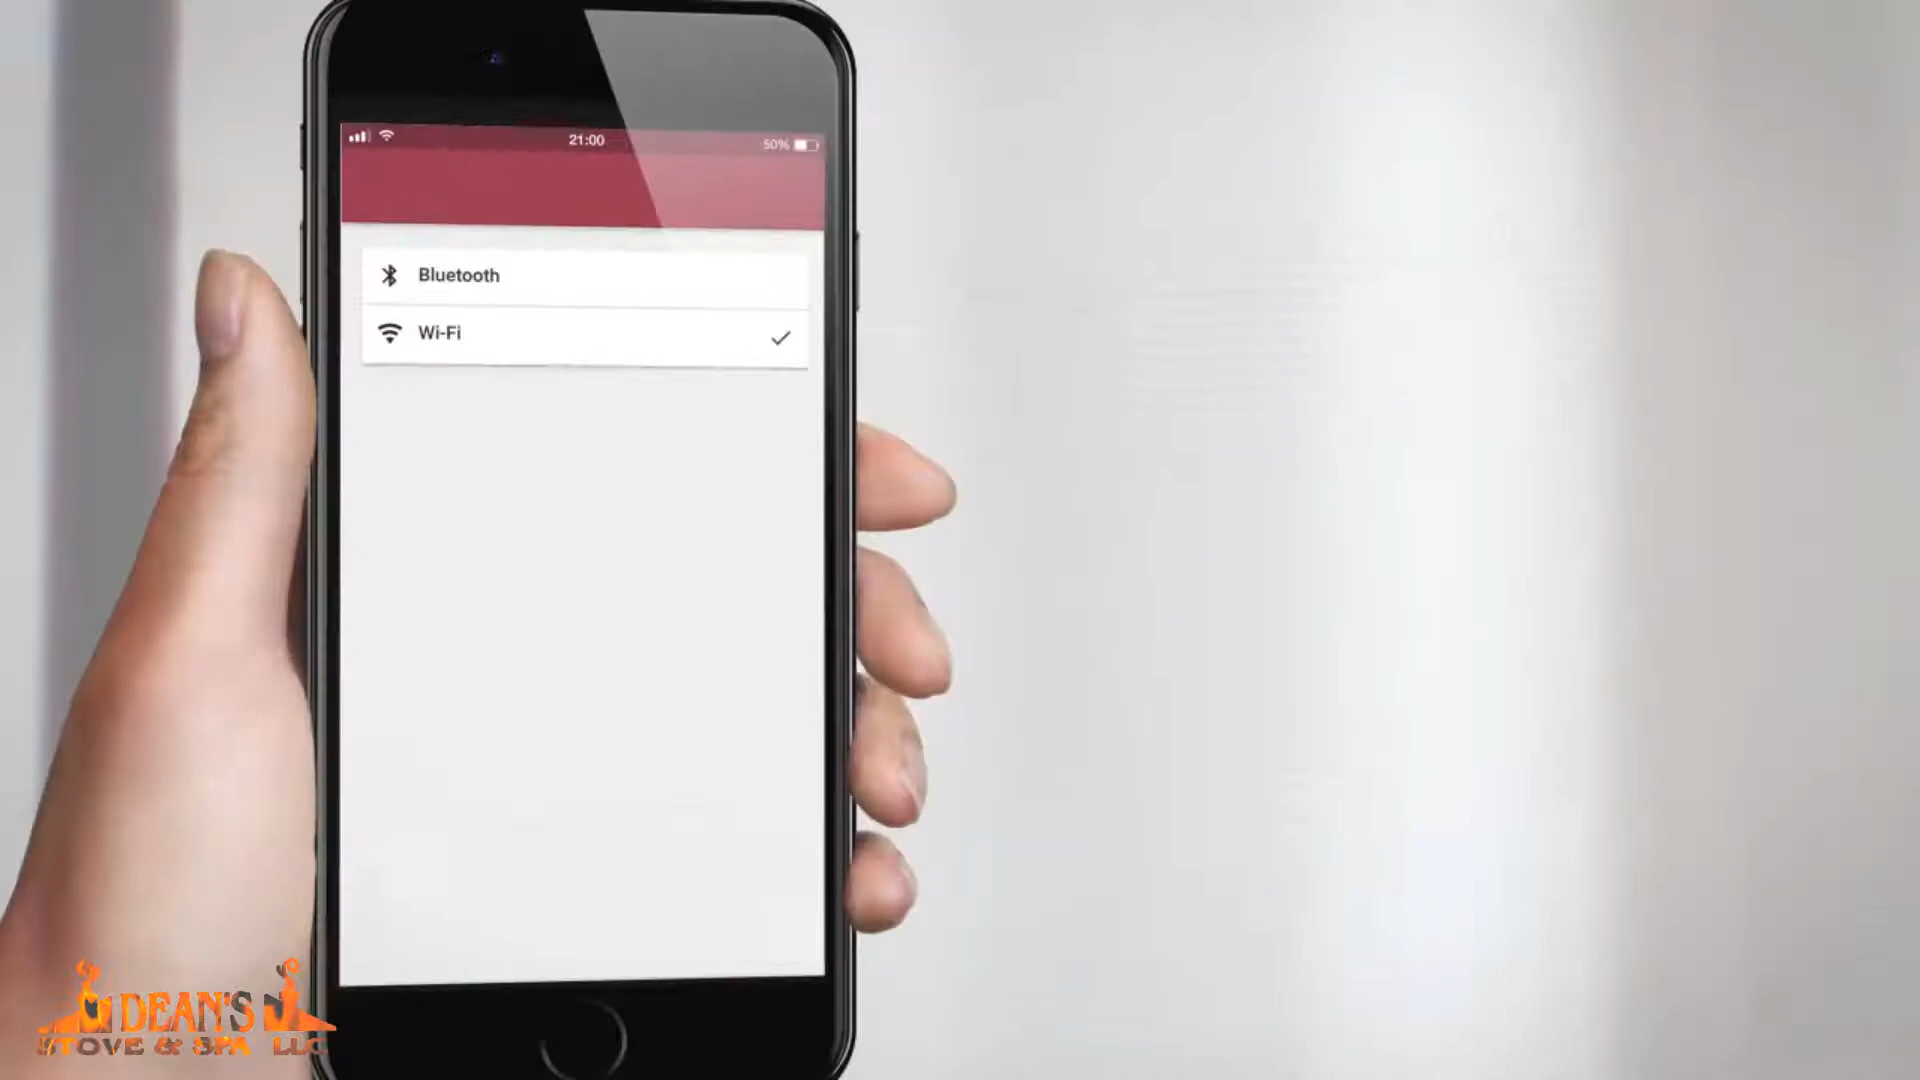 21:00
50%
Bluetooth
Wi-Fi
DEAN'S
STOVE & SPA LLC